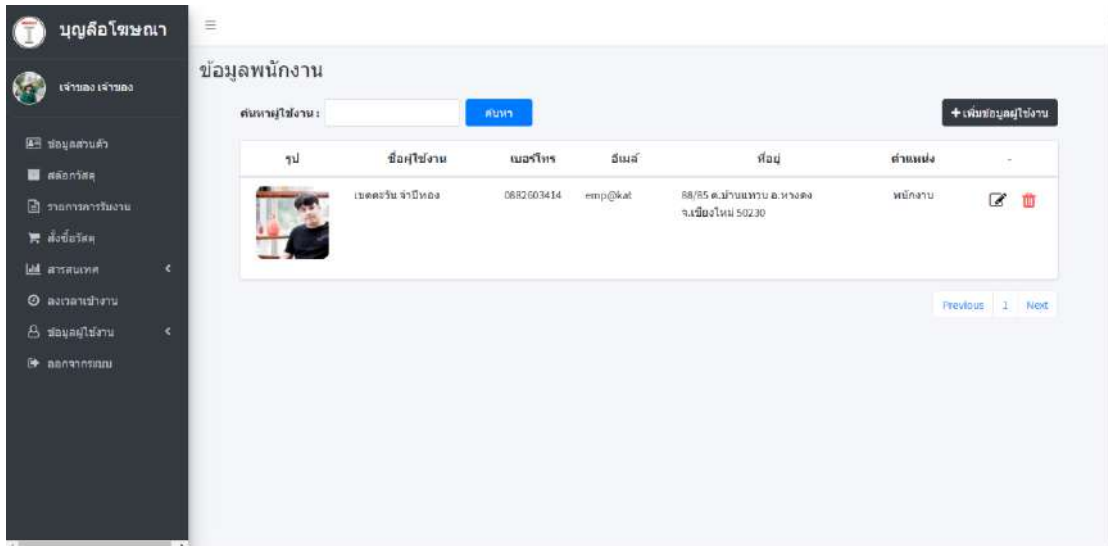 บุญลือโฆษณา
เจ้าของ เจ้าของ
ข้อมูลส่วนตัว
สต๊อกวัสดุ
รายการการรับงาน
สั่งซื้อวัสดุ
สารสนเทศ
ลงเวลาเข้างาน
ข้อมูลผู้ใช้งาน
ออกจากระบบ
ข้อมูลพนักงาน
ค้นหาผู้ใช้งาน :
ค้นหา
+ เพิ่มข้อมูลผู้ใช้งาน
รูป ชื่อผู้ใช้งาน เบอร์โทร อีเมล์ ที่อยู่ ตำแหน่ง -
เขตตะวัน จำปีทอง 0882603414 emp@kat 88/85 ต.บ้านแหวน อ.หางดง พนักงาน
จ.เชียงใหม่ 50230
Previous 1 Next